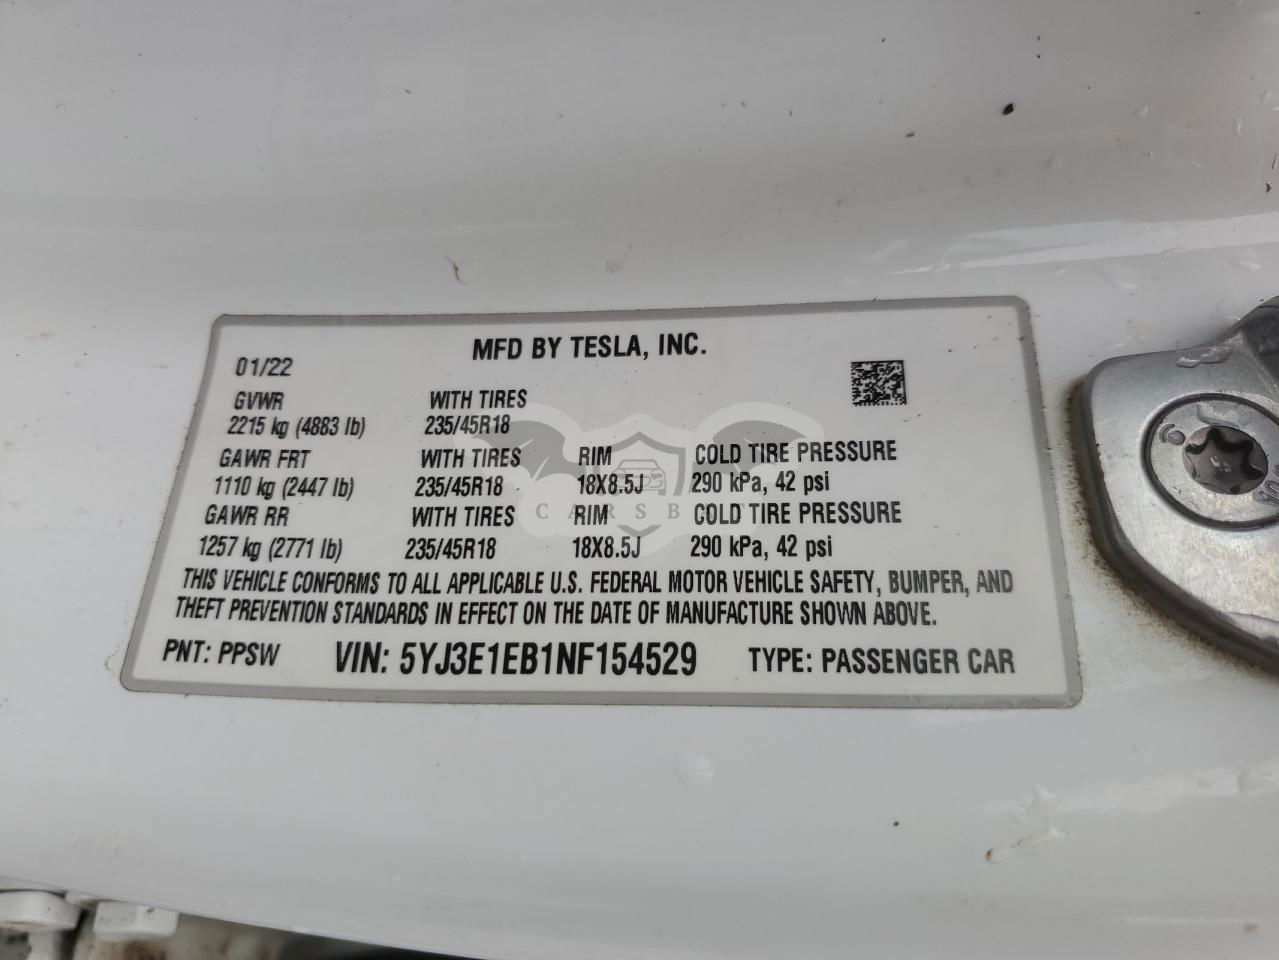 MFD BY TESLA, INC.
01/22
GVWR WITH TIRES
2215 kg (4883 lb) 235/45R18
GAWR FRT WITH TIRES RIM COLD TIRE PRESSURE
1110 kg (2447 lb) 235/45R18 18X8.5J 290 kPa, 42 psi
GAWR RR WITH TIRES RIM COLD TIRE PRESSURE
1257 kg (2771 lb) 235/45R18 18X8.5J 290 kPa, 42 psi
THIS VEHICLE CONFORMS TO ALL APPLICABLE U.S. FEDERAL MOTOR VEHICLE SAFETY, BUMPER, AND
THEFT PREVENTION STANDARDS IN EFFECT ON THE DATE OF MANUFACTURE SHOWN ABOVE.
PNT: PPSW VIN: 5YJ3E1EB1NF154529 TYPE: PASSENGER CAR